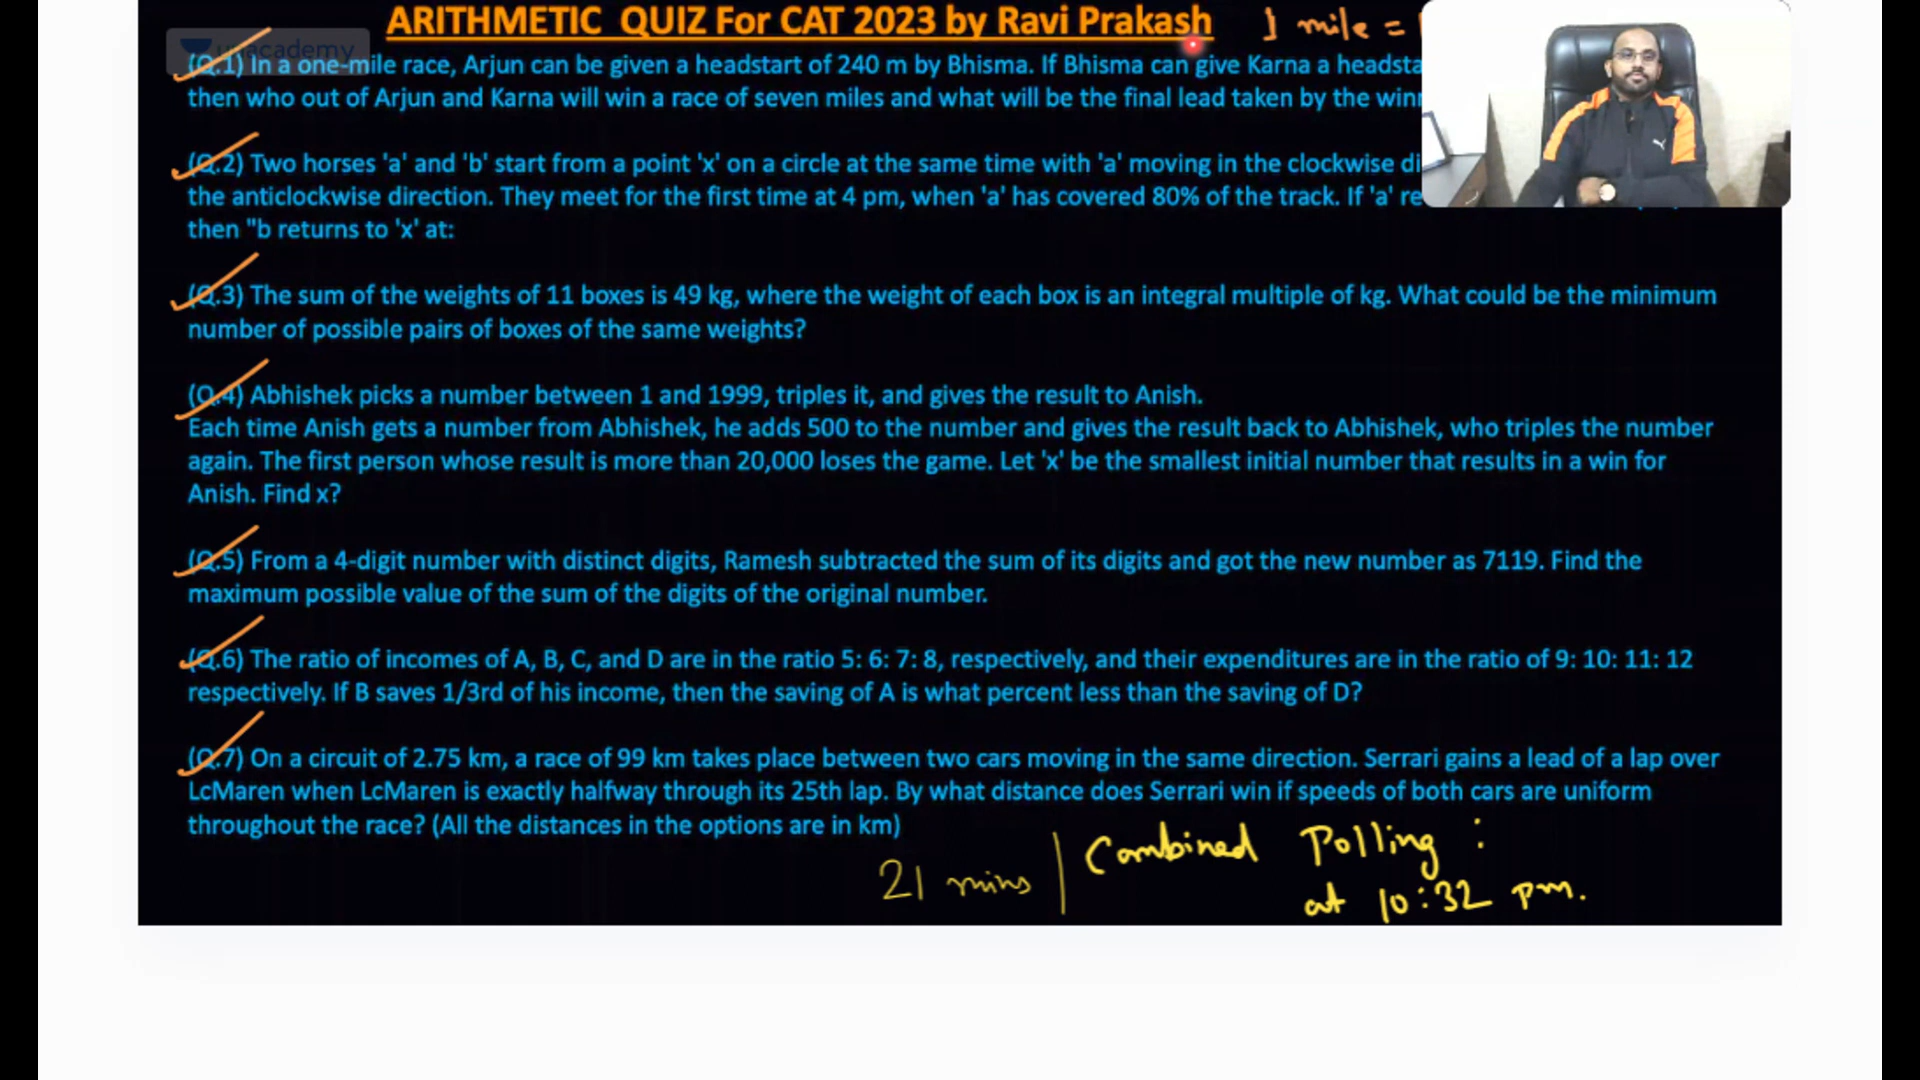 ARITHMETIC QUIZ For CAT 2023 by Ravi Prakash 1 mile =
unacademy
(Q.1) In a one-mile race, Arjun can be given a headstart of 240 m by Bhisma. If Bhisma can give Karna a headsta
then who out of Arjun and Karna will win a race of seven miles and what will be the final lead taken by the winn
(Q.2) Two horses 'a' and 'b' start from a point 'x' on a circle at the same time with 'a' moving in the clockwise di
the anticlockwise direction. They meet for the first time at 4 pm, when 'a' has covered 80% of the track. If 'a' re
then "b returns to 'x' at:
(Q.3) The sum of the weights of 11 boxes is 49 kg, where the weight of each box is an integral multiple of kg. What could be the minimum
number of possible pairs of boxes of the same weights?
(Q.4) Abhishek picks a number between 1 and 1999, triples it, and gives the result to Anish.
Each time Anish gets a number from Abhishek, he adds 500 to the number and gives the result back to Abhishek, who triples the number
again. The first person whose result is more than 20,000 loses the game. Let 'x' be the smallest initial number that results in a win for
Anish. Find x?
(Q.5) From a 4-digit number with distinct digits, Ramesh subtracted the sum of its digits and got the new number as 7119. Find the
maximum possible value of the sum of the digits of the original number.
(Q.6) The ratio of incomes of A, B, C, and D are in the ratio 5: 6: 7: 8, respectively, and their expenditures are in the ratio of 9: 10: 11: 12
respectively. If B saves 1/3rd of his income, then the saving of A is what percent less than the saving of D?
(Q.7) On a circuit of 2.75 km, a race of 99 km takes place between two cars moving in the same direction. Serrari gains a lead of a lap over
LcMaren when LcMaren is exactly halfway through its 25th lap. By what distance does Serrari win if speeds of both cars are uniform
throughout the race? (All the distances in the options are in km)
21 mins | Combined Polling :
at 10:32 pm.